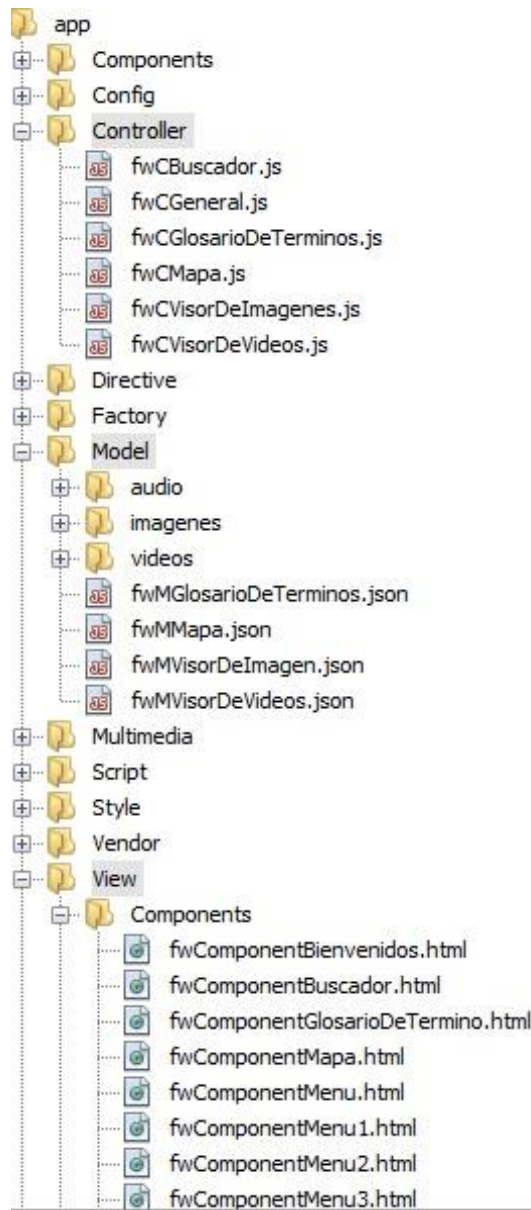 app
Components
Config
Controller
fwCBuscador.js
fwCGeneral.js
fwCGlosarioDeTerminos.js
fwCMapa.js
fwCVisorDeImagenes.js
fwCVisorDeVideos.js
Directive
Factory
Model
audio
imagenes
videos
fwMGlosarioDeTerminos.json
fwMMapa.json
fwMVisorDeImagen.json
fwMVisorDeVideos.json
Multimedia
Script
Style
Vendor
View
Components
fwComponentBienvenidos.html
fwComponentBuscador.html
fwComponentGlosarioDeTermino.html
fwComponentMapa.html
fwComponentMenu.html
fwComponentMenu1.html
fwComponentMenu2.html
fwComponentMenu3.html